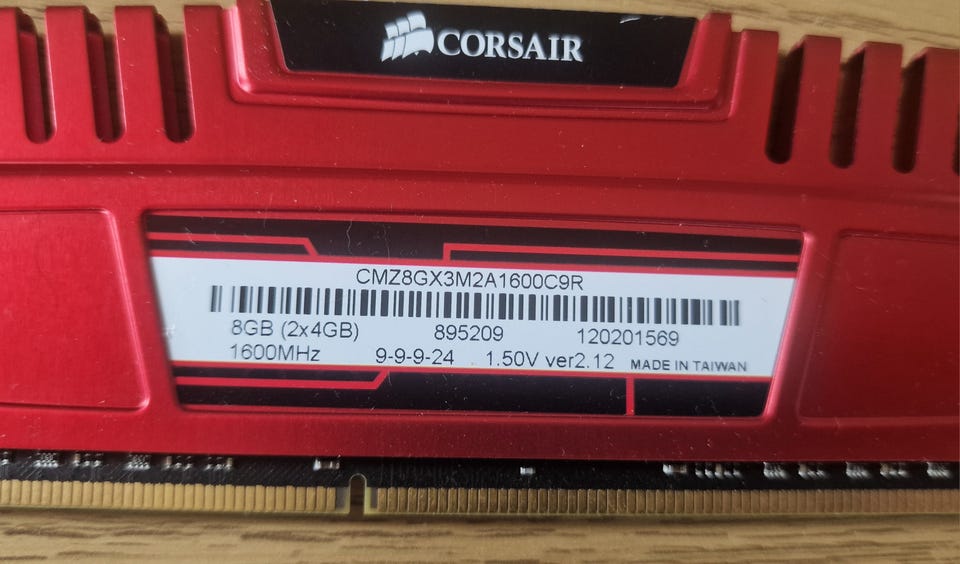 CORSAIR
CMZ8GX3M2A1600C9R
8GB (2x4GB) 895209 120201569
1600MHz 9-9-9-24 1.50V ver2.12 MADE IN TAIWAN